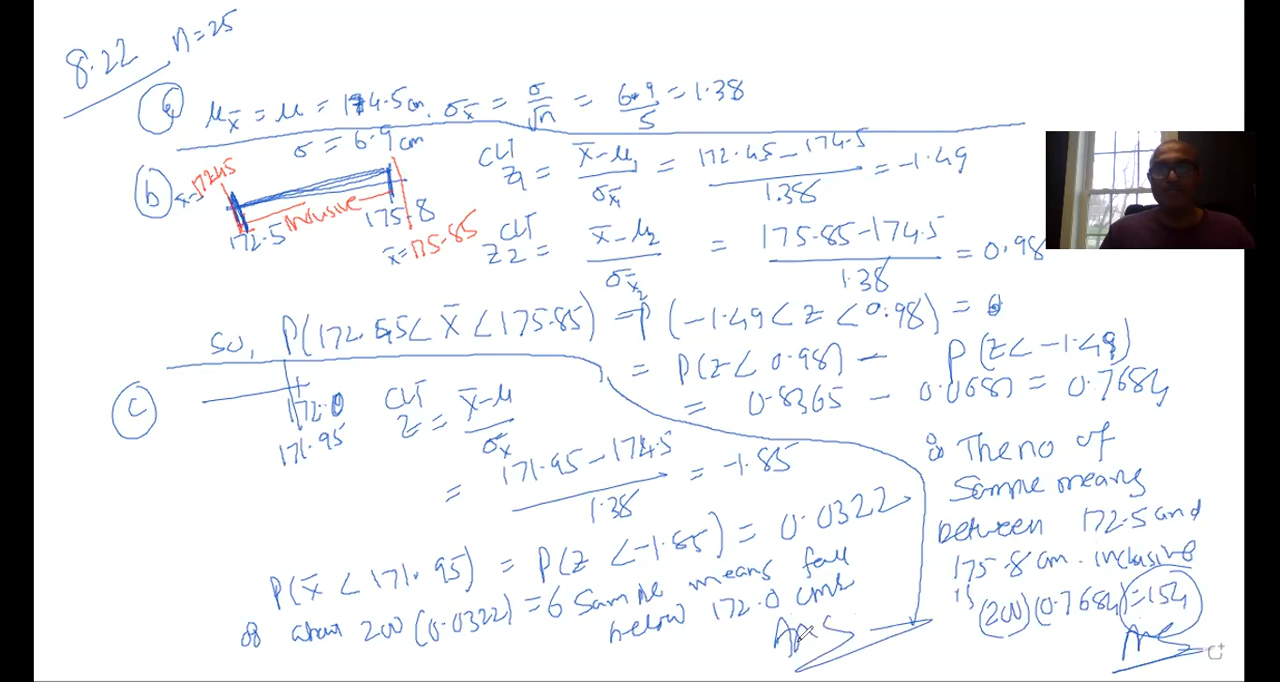 8.22 n=25
(a) μx̄ = μ = 174.5 cm. σx̄ = σ/√n = 6.9/5 = 1.38
σ = 6.9 cm
(b) x̄=172.45 Inclusive 172.5 175.8 x̄=175.85
CLT z1 = x̄-μ1/σx̄1 = 172.45-174.5/1.38 = -1.49
CLT z2 = x̄-μ2/σx̄2 = 175.85-174.5/1.38 = 0.98
So, P(172.45< x̄ <175.85) = P(-1.49< z <0.98) =
= P(z< 0.98) - P(z< -1.49)
= 0.8365 - 0.0681 = 0.7684
(c) 172.0
171.95
CLT z = x̄-μ/σx̄
= 171.95-174.5/1.38 = -1.85
P(x̄ <171.95) = P(z <-1.85) = 0.0322
∴ about 200(0.0322)=6 Sample means fall
below 172.0 cms
Ans
∴ The no of
Sample means
between 172.5 and
175.8 cm. inclusive
is (200)(0.7684)=154
Ans